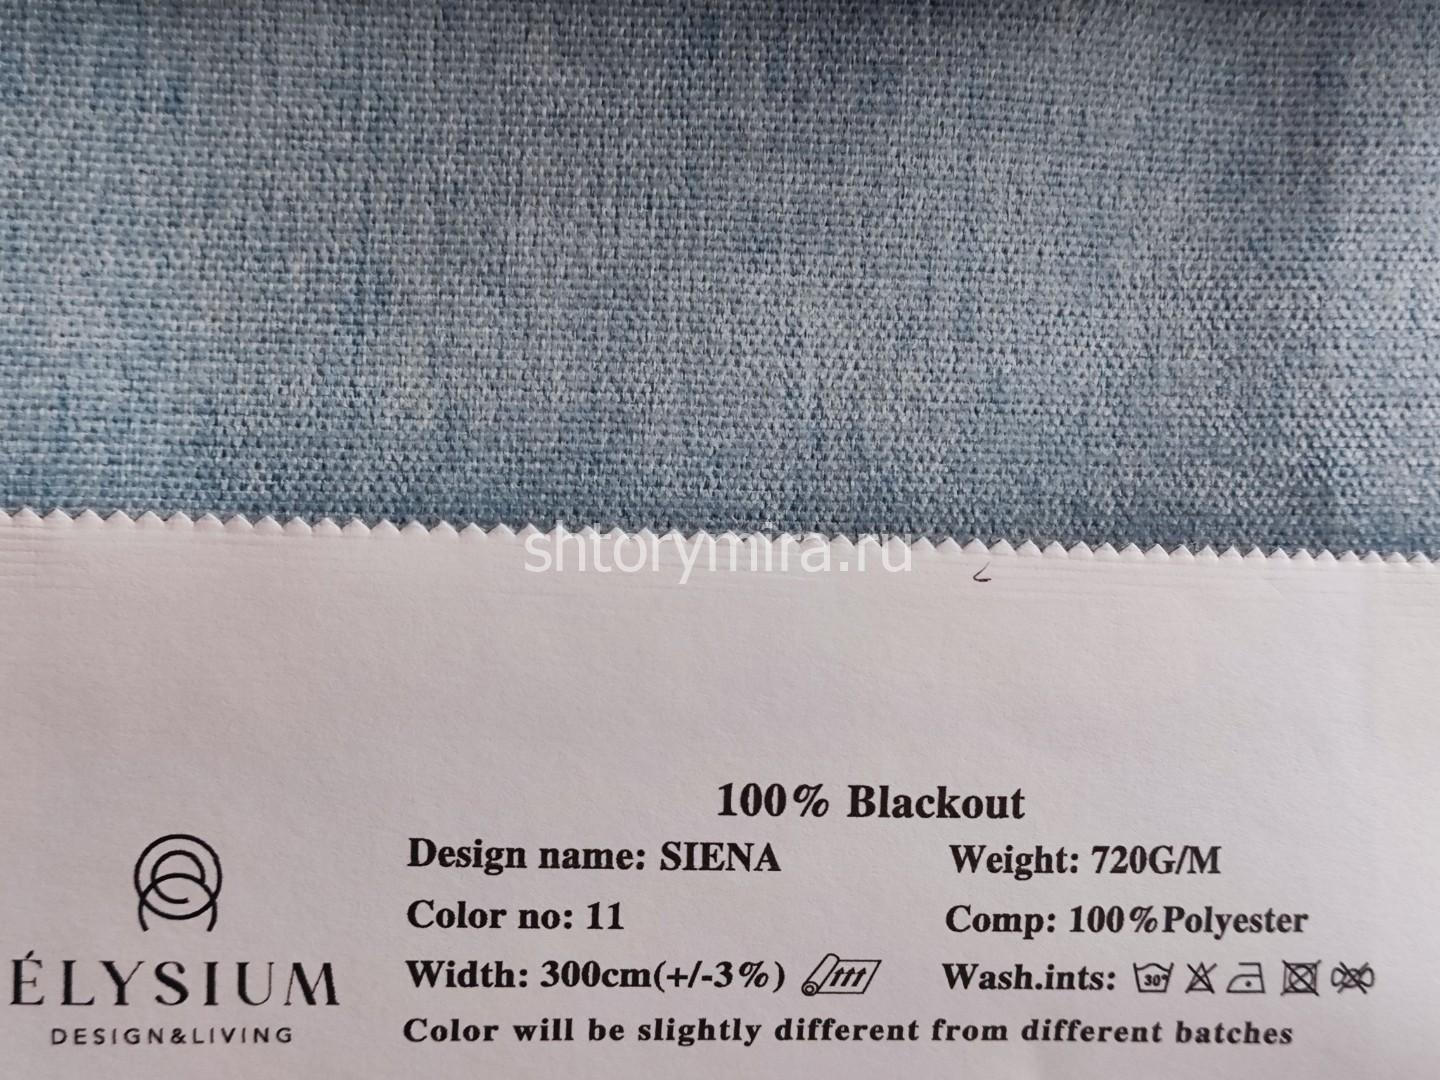 shtorymira.ru
100% Blackout
Design name: SIENA Weight: 720G/M
Color no: 11 Comp: 100%Polyester
Width: 300cm(+/-3%) Wash.ints: 30°
Color will be slightly different from different batches
ÉLYSIUM
DESIGN&LIVING